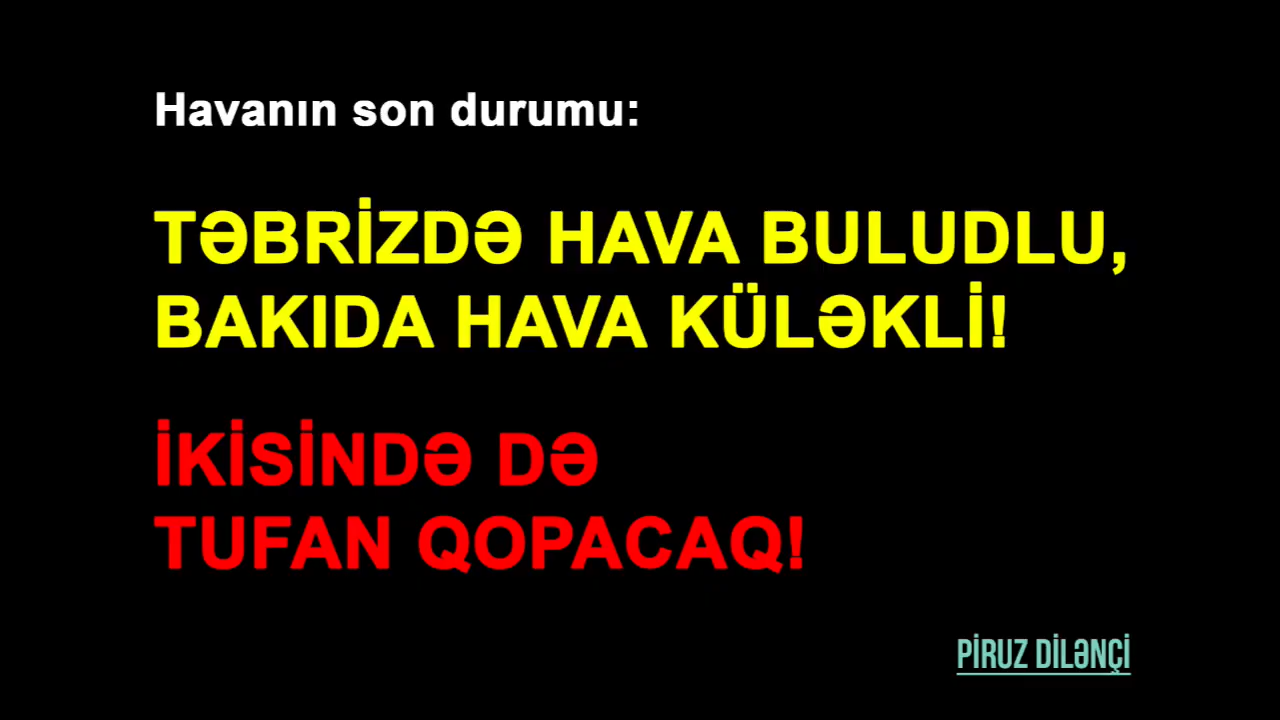 Havanın son durumu:
TƏBRİZDƏ HAVA BULUDLU,
BAKIDA HAVA KÜLƏKLİ!
İKİSİNDƏ DƏ
TUFAN QOPACAQ!
PİRUZ DİLƏNÇİ